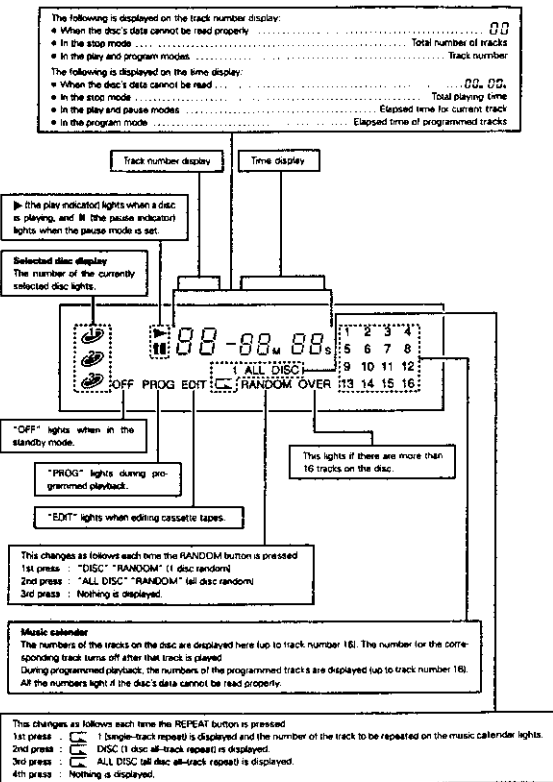 The following is displayed on the track number display:
● When the disc's data cannot be read properly 00
● In the stop mode Total number of tracks
● In the play and program modes Track number
The following is displayed on the time display:
● When the disc's data cannot be read 00. 00.
● In the stop mode Total playing time
● In the play and pause modes Elapsed time for current track
● In the program mode Elapsed time of programmed tracks
Track number display
Time display
▶ (the play indicator) lights when a disc
is playing, and ❚❚ (the pause indicator)
lights when the pause mode is set.
Selected disc display
The number of the currently
selected disc lights.
1
2
3
▶
❚❚
88 -88M 88S
1 ALL DISC
OFF PROG EDIT RANDOM OVER
1 2 3 4
5 6 7 8
9 10 11 12
13 14 15 16
"OFF" lights when in the
standby mode.
This lights if there are more than
16 tracks on the disc.
"PROG" lights during pro-
grammed playback.
"EDIT" lights when editing cassette tapes.
This changes as follows each time the RANDOM button is pressed
1st press : "DISC" "RANDOM" (1 disc random)
2nd press : "ALL DISC" "RANDOM" (all disc random)
3rd press : Nothing is displayed.
Music calender
The numbers of the tracks on the disc are displayed here (up to track number 16). The number for the corre-
sponding track turns off after that track is played
During programmed playback, the numbers of the programmed tracks are displayed (up to track number 16).
All the numbers light if the disc's data cannot be read properly.
This changes as follows each time the REPEAT button is pressed
1st press : 1 (single-track repeat) is displayed and the number of the track to be repeated on the music calender lights.
2nd press : DISC (1 disc all-track repeat) is displayed.
3rd press : ALL DISC (all disc all-track repeat) is displayed.
4th press : Nothing is displayed.